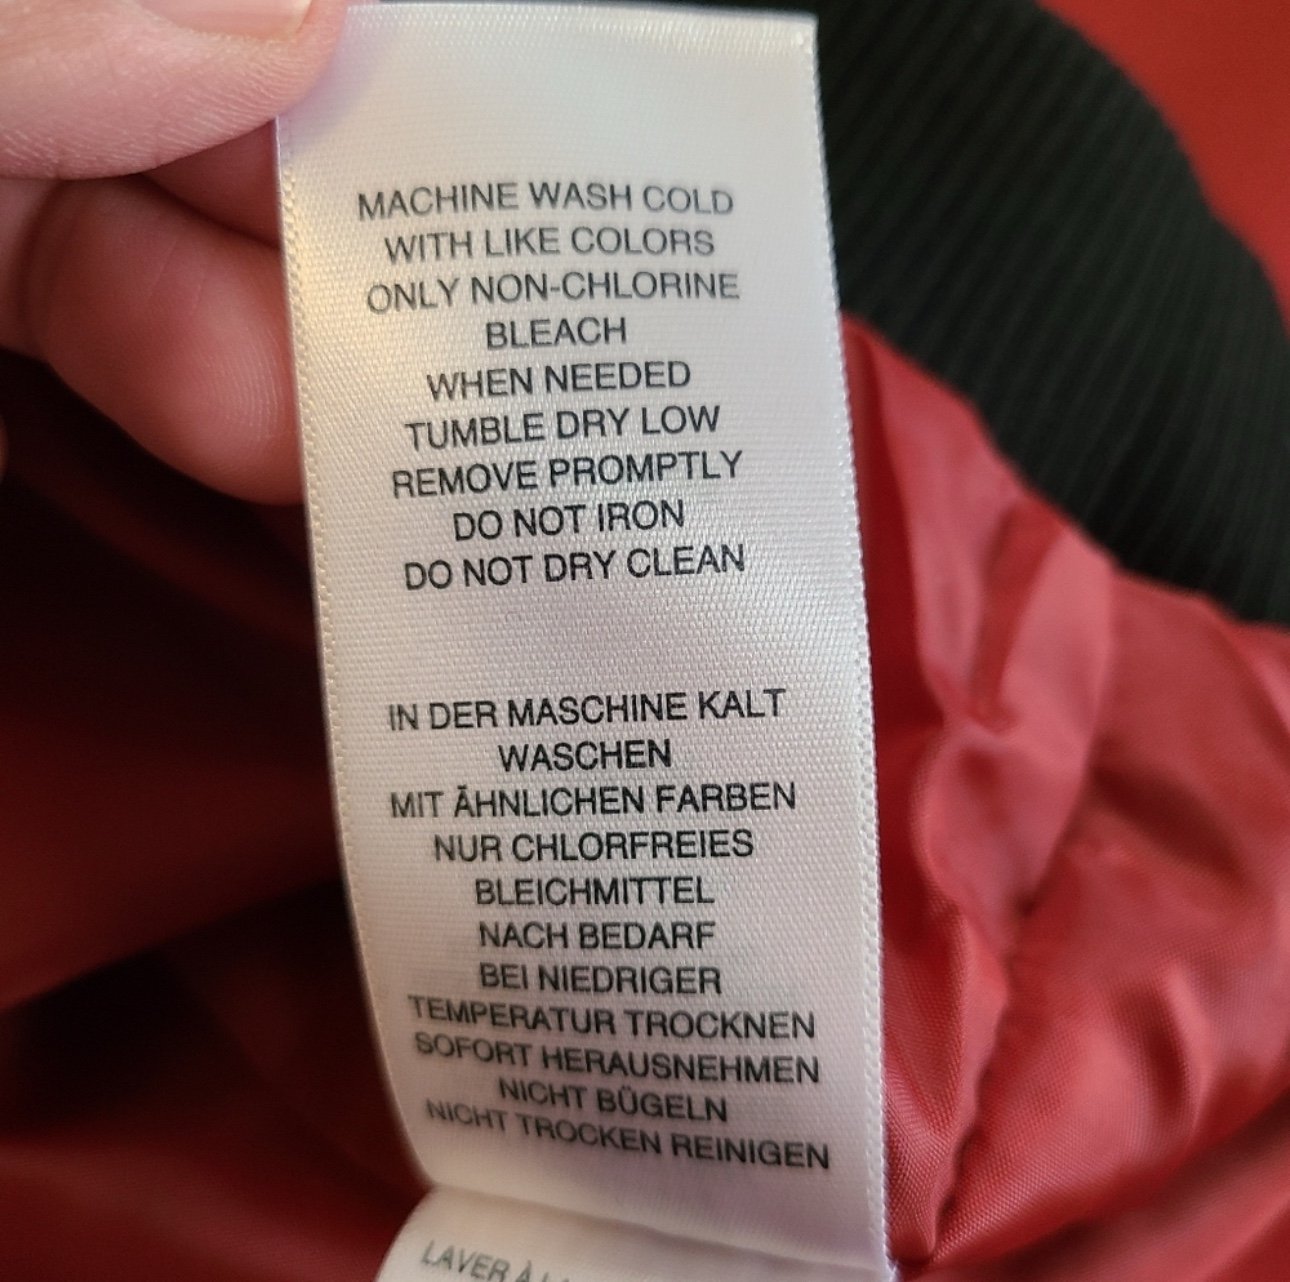 MACHINE WASH COLD
WITH LIKE COLORS
ONLY NON-CHLORINE
BLEACH
WHEN NEEDED
TUMBLE DRY LOW
REMOVE PROMPTLY
DO NOT IRON
DO NOT DRY CLEAN
IN DER MASCHINE KALT
WASCHEN
MIT ÄHNLICHEN FARBEN
NUR CHLORFREIES
BLEICHMITTEL
NACH BEDARF
BEI NIEDRIGER
TEMPERATUR TROCKNEN
SOFORT HERAUSNEHMEN
NICHT BÜGELN
NICHT TROCKEN REINIGEN
LAVER À